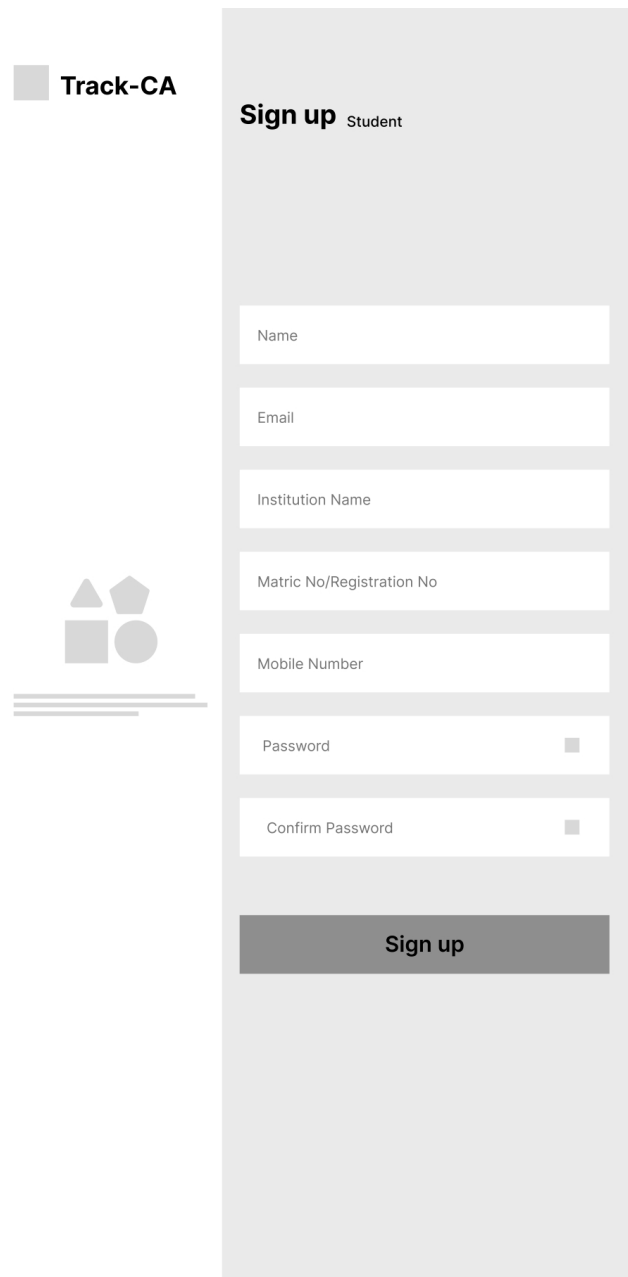 Track-CA
Sign up Student
Name
Email
Institution Name
Matric No/Registration No
Mobile Number
Password
Confirm Password
Sign up